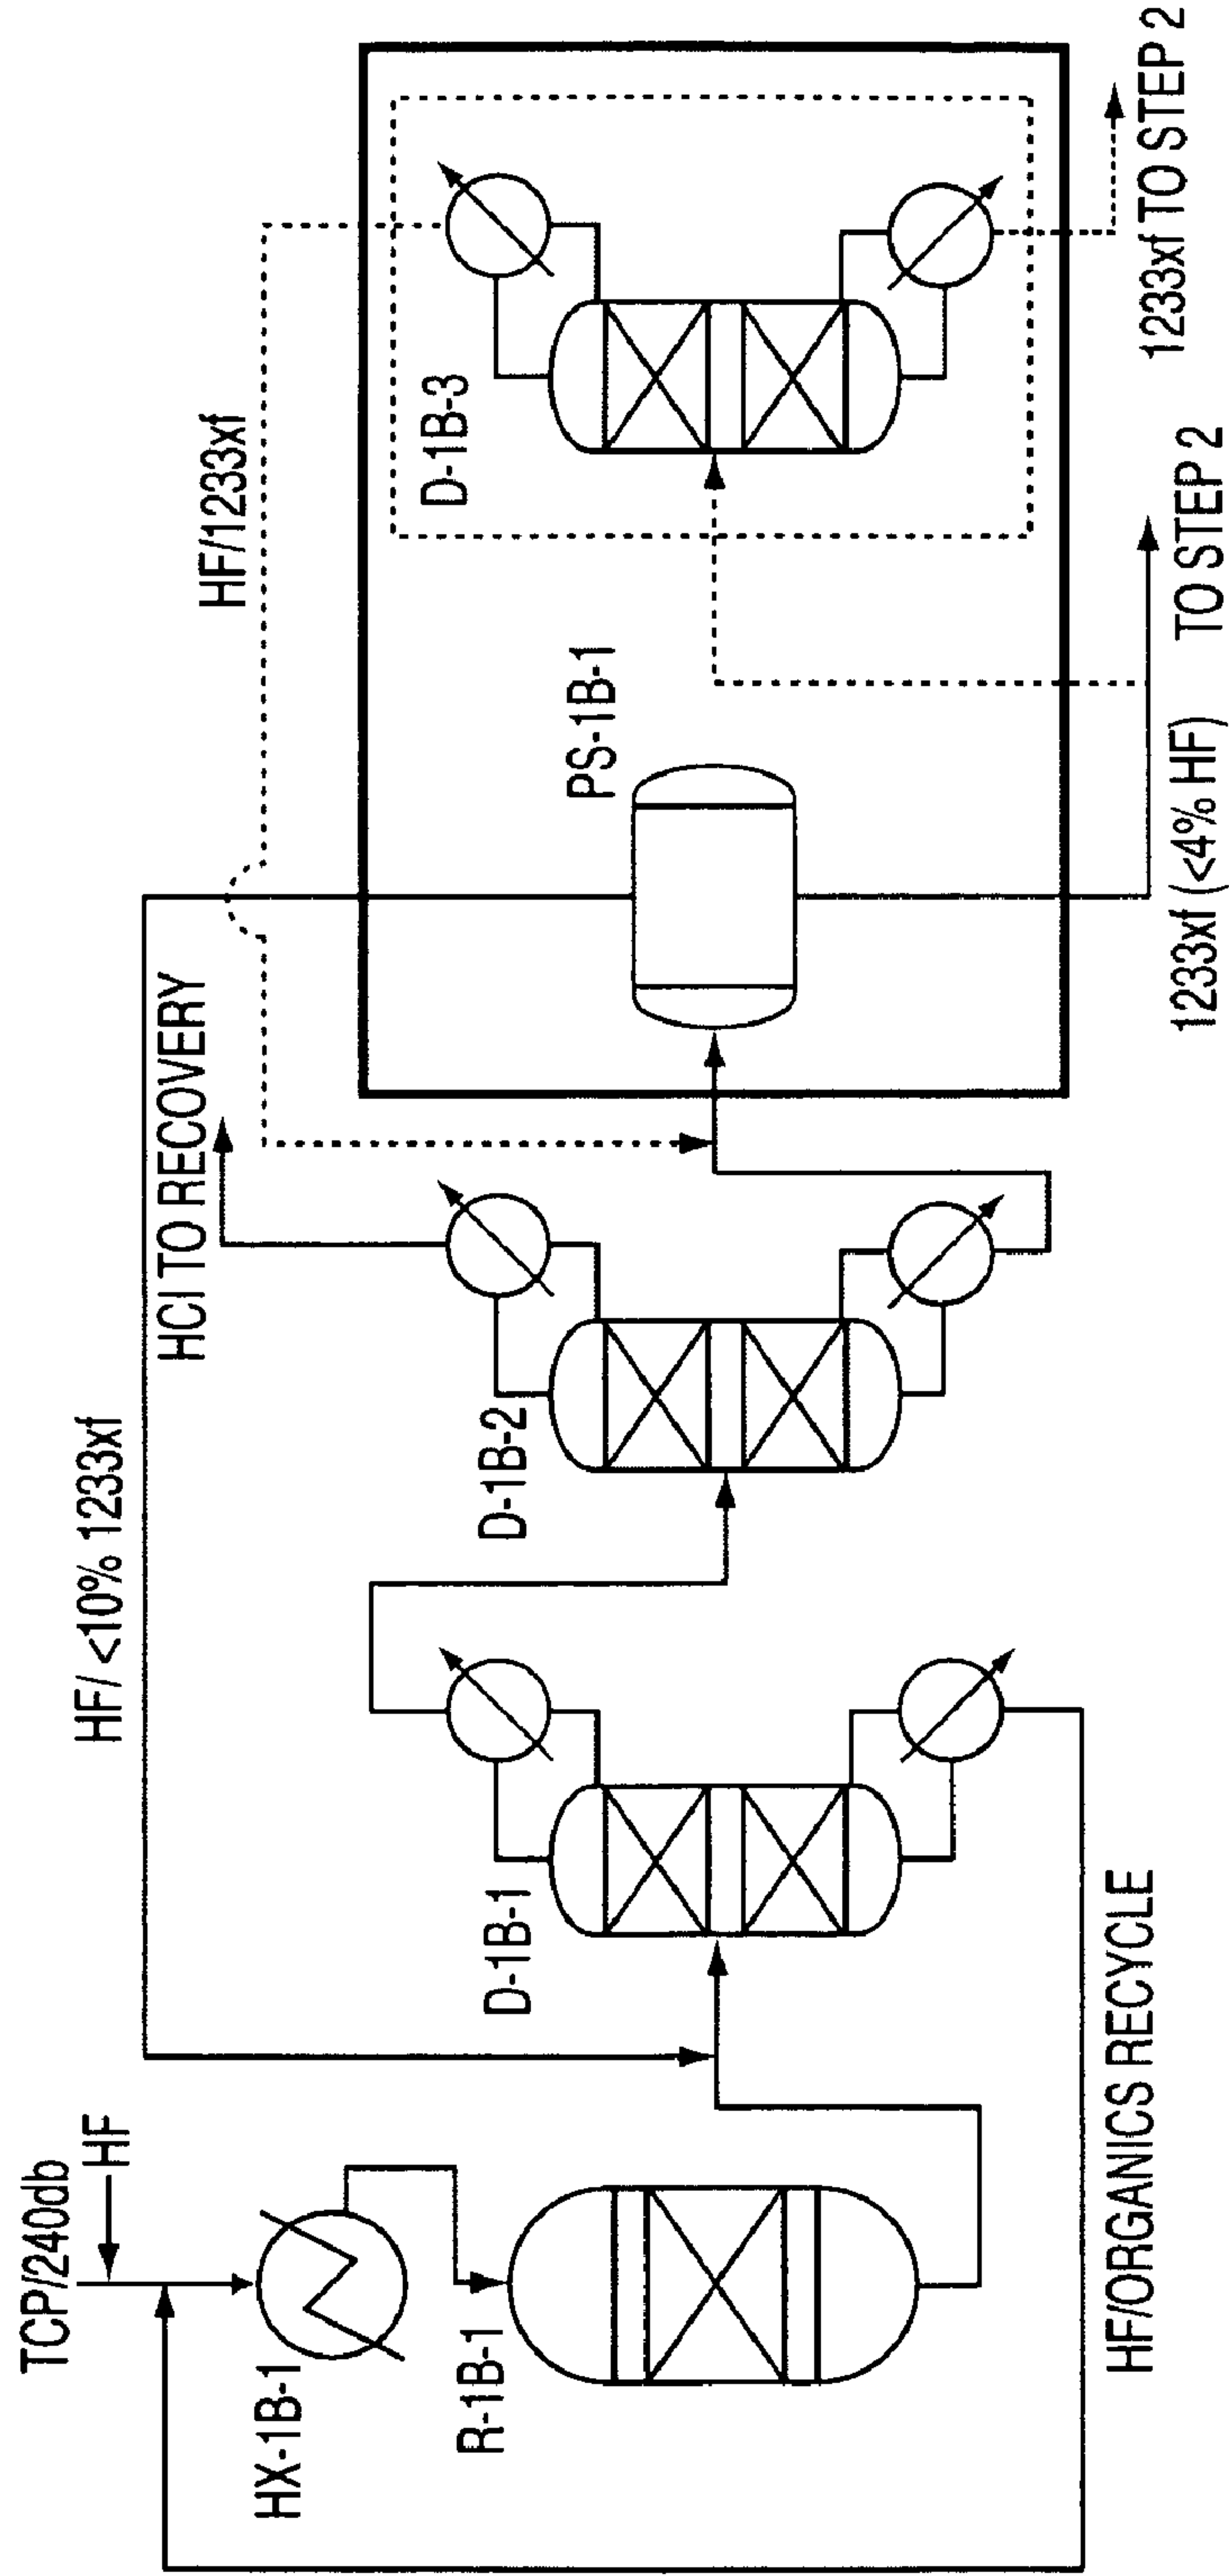 TCP/240db
HF
HX-1B-1
R-1B-1
HF/ <10% 1233xf
D-1B-1
HF/ORGANICS RECYCLE
D-1B-2
HCl TO RECOVERY
HF/1233xf
PS-1B-1
D-1B-3
1233xf (<4% HF)
TO STEP 2
1233xf TO STEP 2